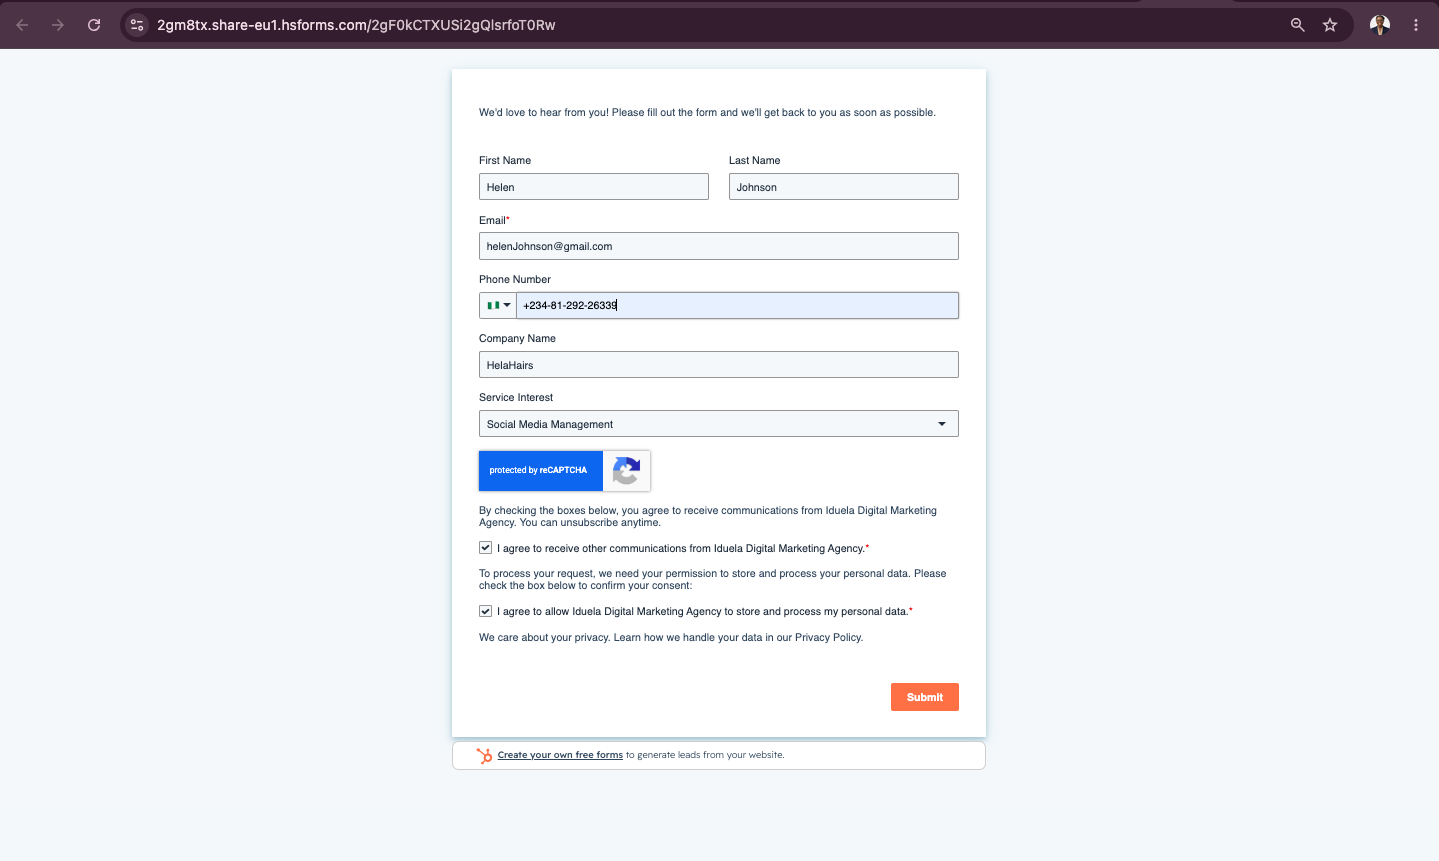 2gm8tx.share-eu1.hsforms.com/2gF0kCTXUSi2gQlsrfoT0Rw
We'd love to hear from you! Please fill out the form and we'll get back to you as soon as possible.
First Name
Last Name
Helen
Johnson
Email*
helenJohnson@gmail.com
Phone Number
+234-81-292-26339
Company Name
HelaHairs
Service Interest
Social Media Management
protected by reCAPTCHA
By checking the boxes below, you agree to receive communications from Iduela Digital Marketing
Agency. You can unsubscribe anytime.
I agree to receive other communications from Iduela Digital Marketing Agency.*
To process your request, we need your permission to store and process your personal data. Please
check the box below to confirm your consent:
I agree to allow Iduela Digital Marketing Agency to store and process my personal data.*
We care about your privacy. Learn how we handle your data in our Privacy Policy.
Submit
Create your own free forms to generate leads from your website.